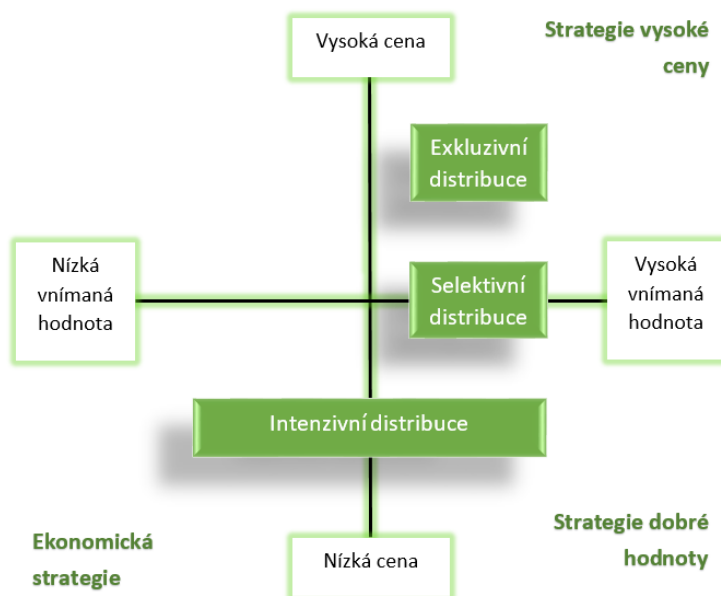 Vysoká cena
Strategie vysoké
ceny
Exkluzivní
distribuce
Nízká
vnímaná
hodnota
Selektivní
distribuce
Vysoká
vnímaná
hodnota
Intenzivní distribuce
Ekonomická
strategie
Nízká cena
Strategie dobré
hodnoty